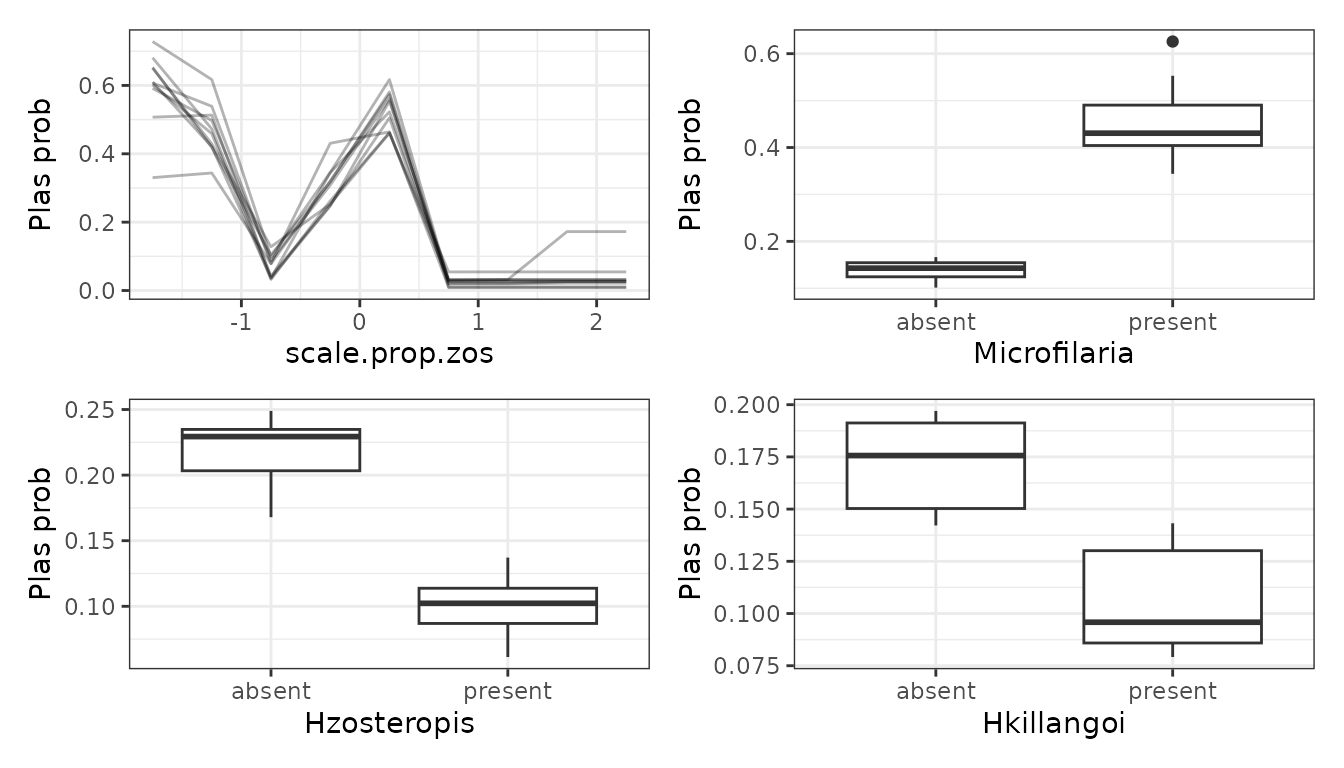 Plas prob
0.6
0.4
0.2
0.0
-1 0 1 2
scale.prop.zos
Plas prob
0.6
0.4
0.2
absent present
Microfilaria
Plas prob
0.25
0.20
0.15
0.10
absent present
Hzosteropis
Plas prob
0.200
0.175
0.150
0.125
0.100
0.075
absent present
Hkillangoi